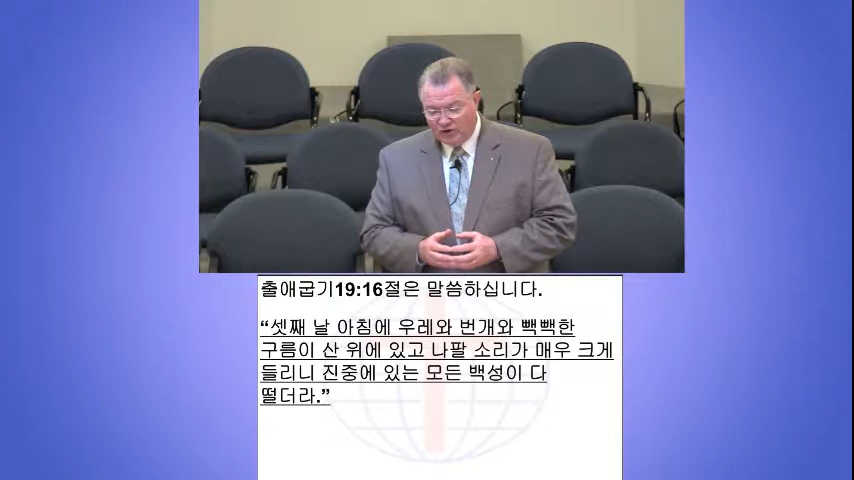 출애굽기19:16절은 말씀하십니다.
“셋째 날 아침에 우레와 번개와 빽빽한
구름이 산 위에 있고 나팔 소리가 매우 크게
들리니 진중에 있는 모든 백성이 다
떨더라.”